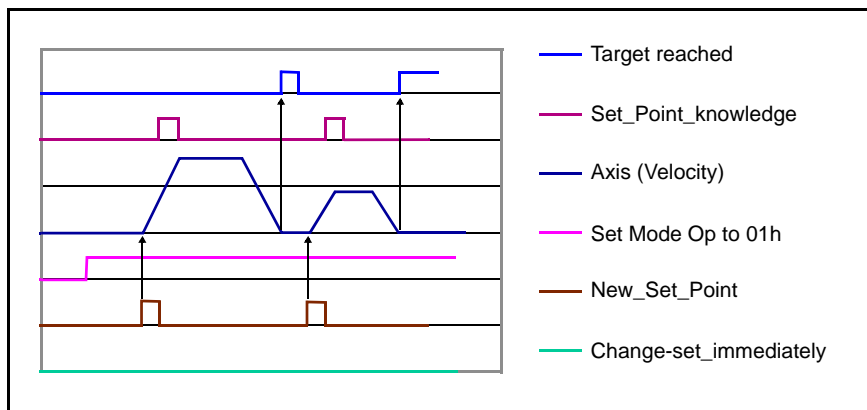 Target reached
Set_Point_knowledge
Axis (Velocity)
Set Mode Op to 01h
New_Set_Point
Change-set_immediately